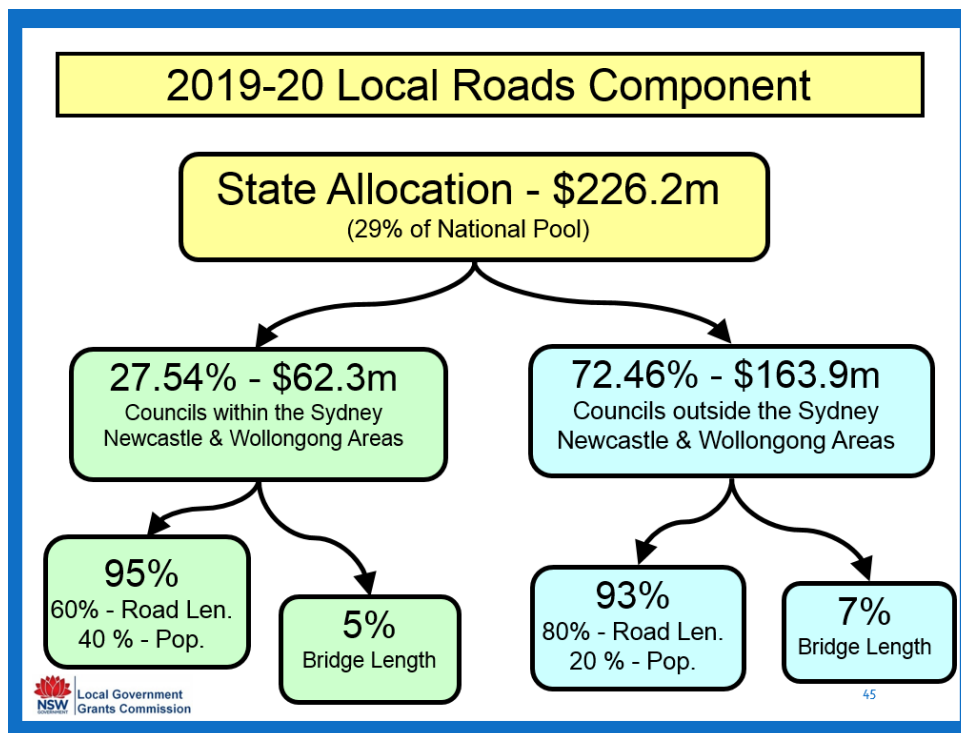 2019-20 Local Roads Component
State Allocation - $226.2m
(29% of National Pool)
27.54% - $62.3m
Councils within the Sydney
Newcastle & Wollongong Areas
72.46% - $163.9m
Councils outside the Sydney
Newcastle & Wollongong Areas
95%
60% - Road Len.
40 % - Pop.
5%
Bridge Length
93%
80% - Road Len.
20 % - Pop.
7%
Bridge Length
NSW
GOVERNMENT
Local Government
Grants Commission
45